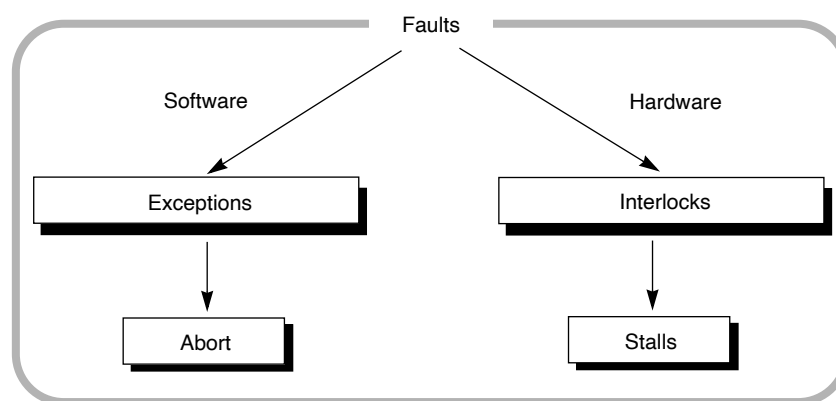 Faults
Software
Hardware
Exceptions
Interlocks
Abort
Stalls